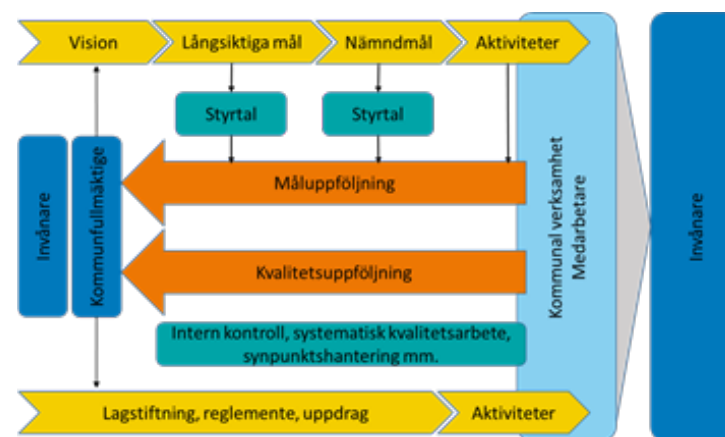 Vision
Långsiktiga mål
Nämndmål
Aktiviteter
Styrtal
Styrtal
Invånare
Kommunfullmäktige
Måluppföljning
Kvalitetsuppföljning
Intern kontroll, systematisk kvalitetsarbete,
synpunktshantering mm.
Kommunal verksamhet
Medarbetare
Invånare
Lagstiftning, reglemente, uppdrag
Aktiviteter